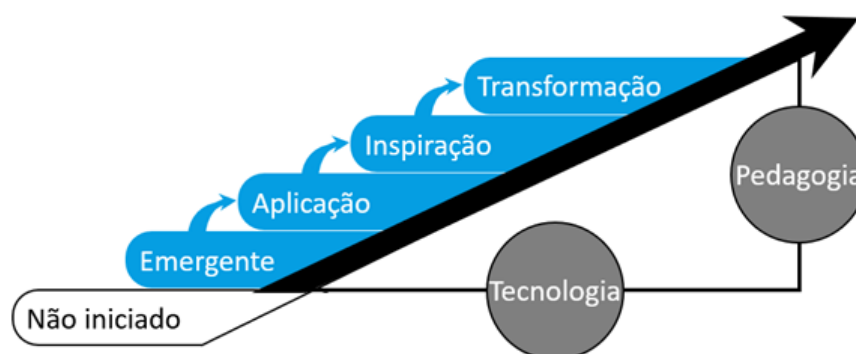 Transformação
Inspiração
Pedagogia
Aplicação
Emergente
Tecnologia
Não iniciado